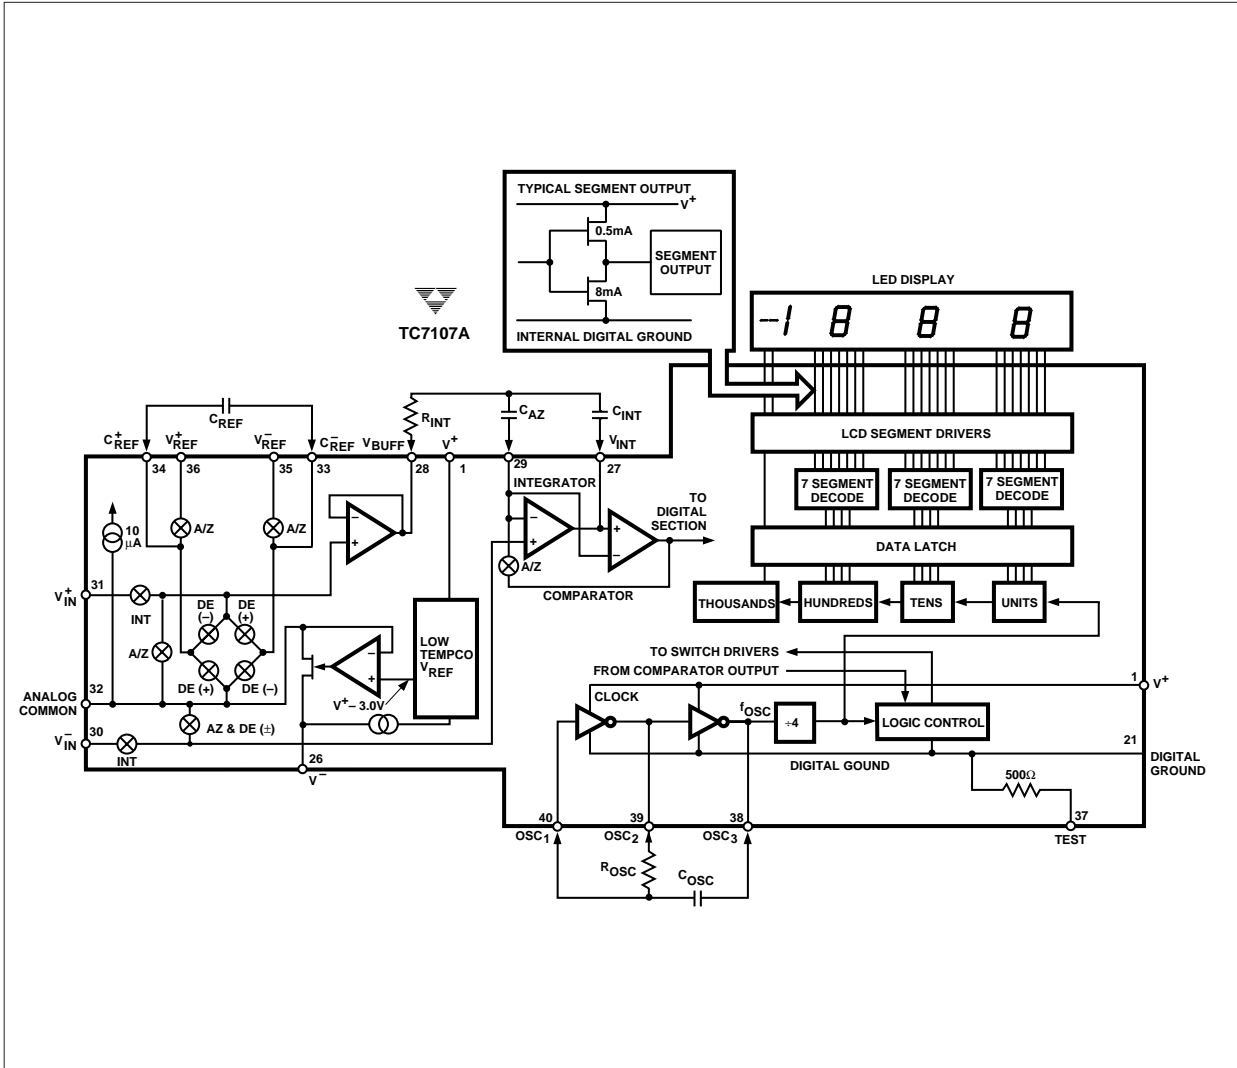 TYPICAL SEGMENT OUTPUT
V+
0.5mA
SEGMENT
OUTPUT
8mA
INTERNAL DIGITAL GROUND
TC7107A
LED DISPLAY
–1 8 8 8
LCD SEGMENT DRIVERS
7 SEGMENT
DECODE
7 SEGMENT
DECODE
7 SEGMENT
DECODE
DATA LATCH
THOUSANDS
HUNDREDS
TENS
UNITS
TO SWITCH DRIVERS
FROM COMPARATOR OUTPUT
CREF
RINT
CAZ
CINT
C+REF
V+REF
V–REF
C–REF
VBUFF
V+
VINT
34
36
35
33
28
1
29
27
INTEGRATOR
TO
DIGITAL
SECTION
10
µA
A/Z
A/Z
–
+
–
+
+
–
A/Z
COMPARATOR
31
V+IN
INT
DE
(–)
DE
(+)
A/Z
DE (+)
DE (–)
–
+
LOW
TEMPCO
VREF
V+ – 3.0V
32
ANALOG
COMMON
30
V–IN
INT
AZ & DE (±)
26
V–
CLOCK
fOSC
÷4
LOGIC CONTROL
1
V+
21
DIGITAL
GROUND
DIGITAL GOUND
500Ω
37
TEST
40
OSC1
39
OSC2
38
OSC3
ROSC
COSC